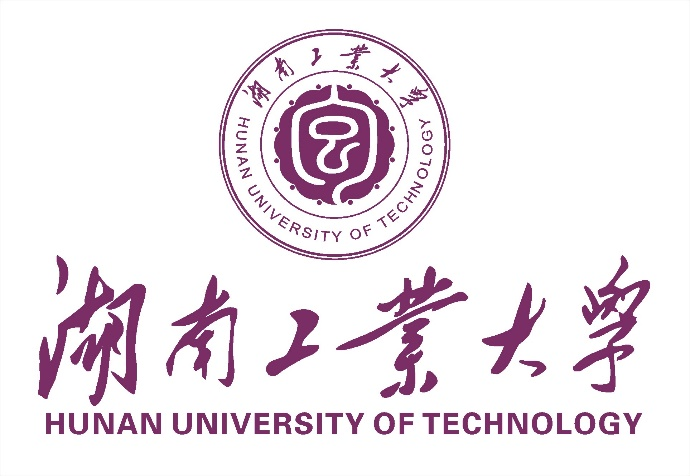 湖南工業大學
HUNAN UNIVERSITY OF TECHNOLOGY
湖南工業大學
HUNAN UNIVERSITY OF TECHNOLOGY